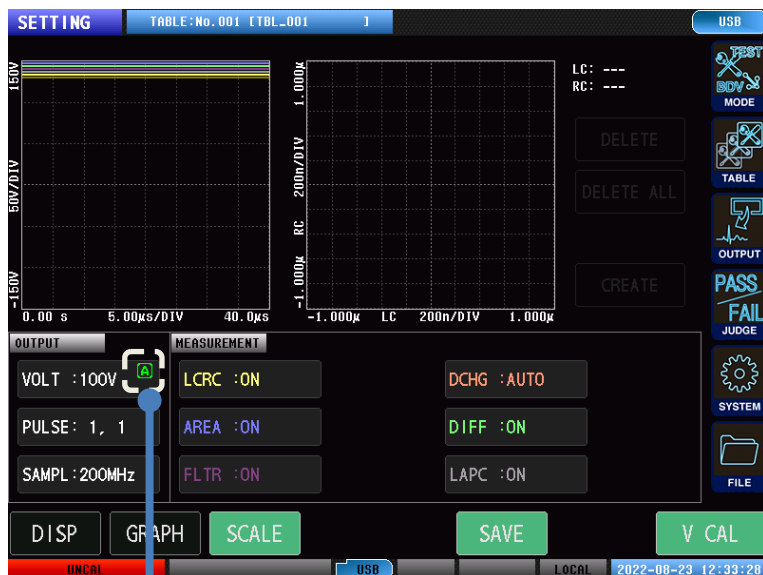 SETTING TABLE:No.001 [TBL_001 ] USB
150V
50V/DIV
-150V
0.00 s 5.00µs/DIV 40.0µs
1.000µ
200n/DIV
RC
-1.000µ
-1.000µ LC 200n/DIV 1.000µ
LC: ---
RC: ---
DELETE
DELETE ALL
CREATE
TEST
BDV
MODE
TABLE
OUTPUT
PASS
FAIL
JUDGE
SYSTEM
FILE
OUTPUT MEASUREMENT
VOLT :100V A LCRC :ON DCHG :AUTO
PULSE: 1, 1 AREA :ON DIFF :ON
SAMPL:200MHz FLTR :ON LAPC :ON
DISP GRAPH SCALE SAVE V CAL
UNCAL USB LOCAL 2022-08-23 12:33:28